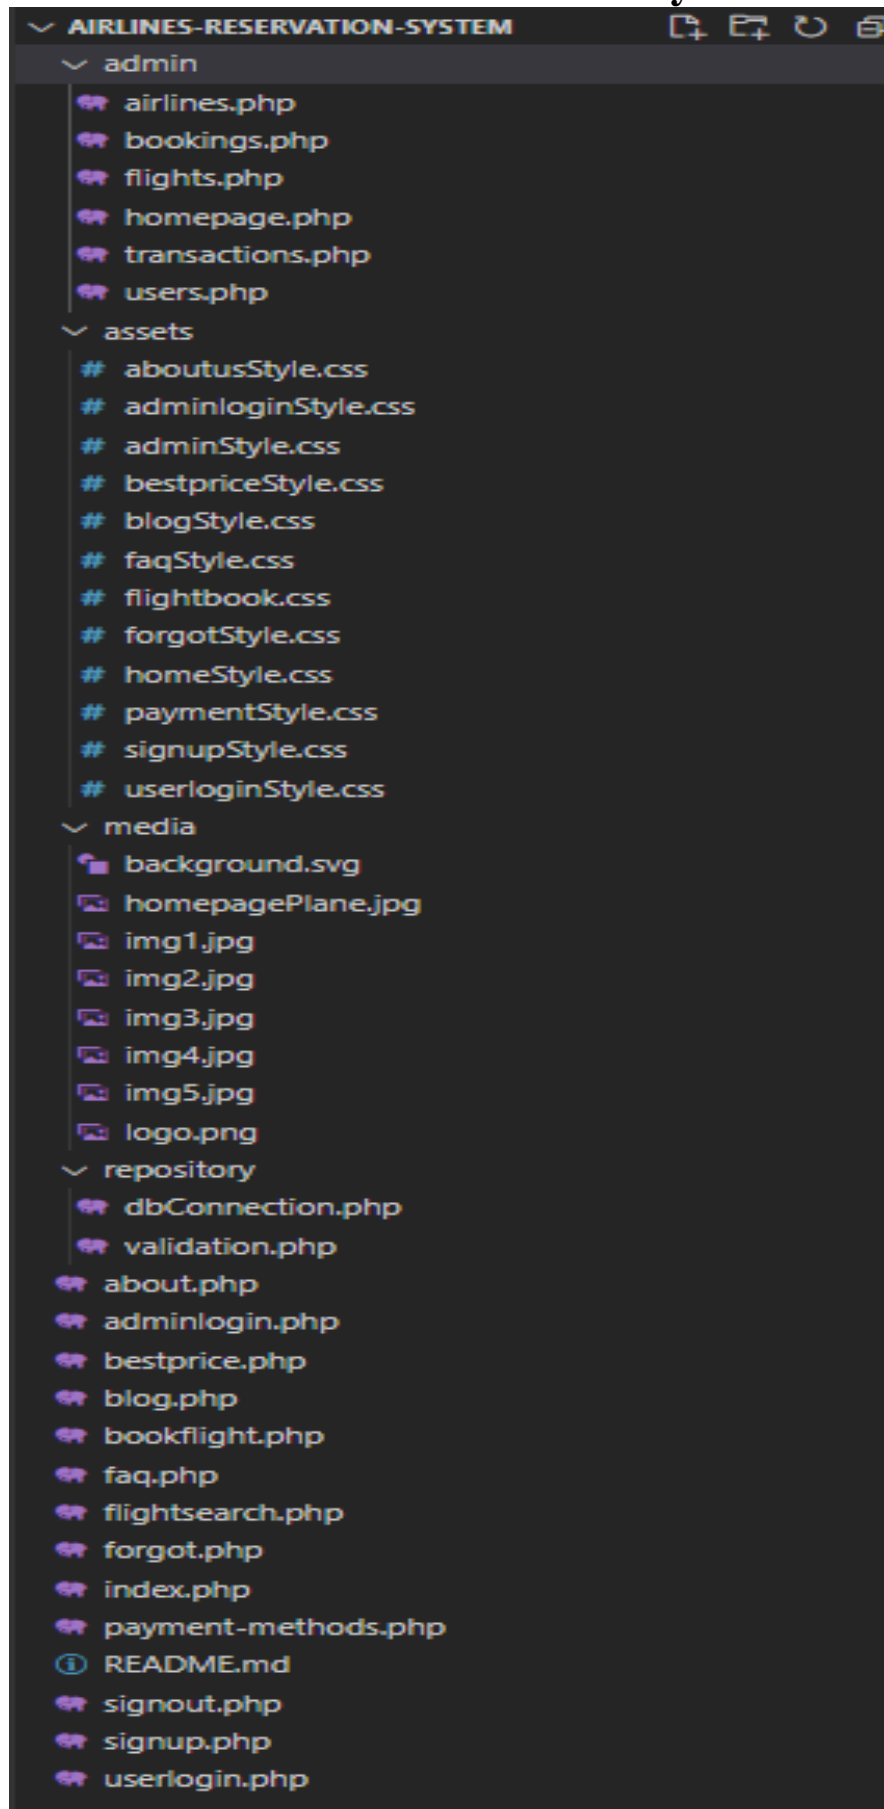 AIRLINES-RESERVATION-SYSTEM
admin
airlines.php
bookings.php
flights.php
homepage.php
transactions.php
users.php
assets
aboutusStyle.css
adminloginStyle.css
adminStyle.css
bestpriceStyle.css
blogStyle.css
faqStyle.css
flightbook.css
forgotStyle.css
homeStyle.css
paymentStyle.css
signupStyle.css
userloginStyle.css
media
background.svg
homepagePlane.jpg
img1.jpg
img2.jpg
img3.jpg
img4.jpg
img5.jpg
logo.png
repository
dbConnection.php
validation.php
about.php
adminlogin.php
bestprice.php
blog.php
bookflight.php
faq.php
flightsearch.php
forgot.php
index.php
payment-methods.php
README.md
signout.php
signup.php
userlogin.php